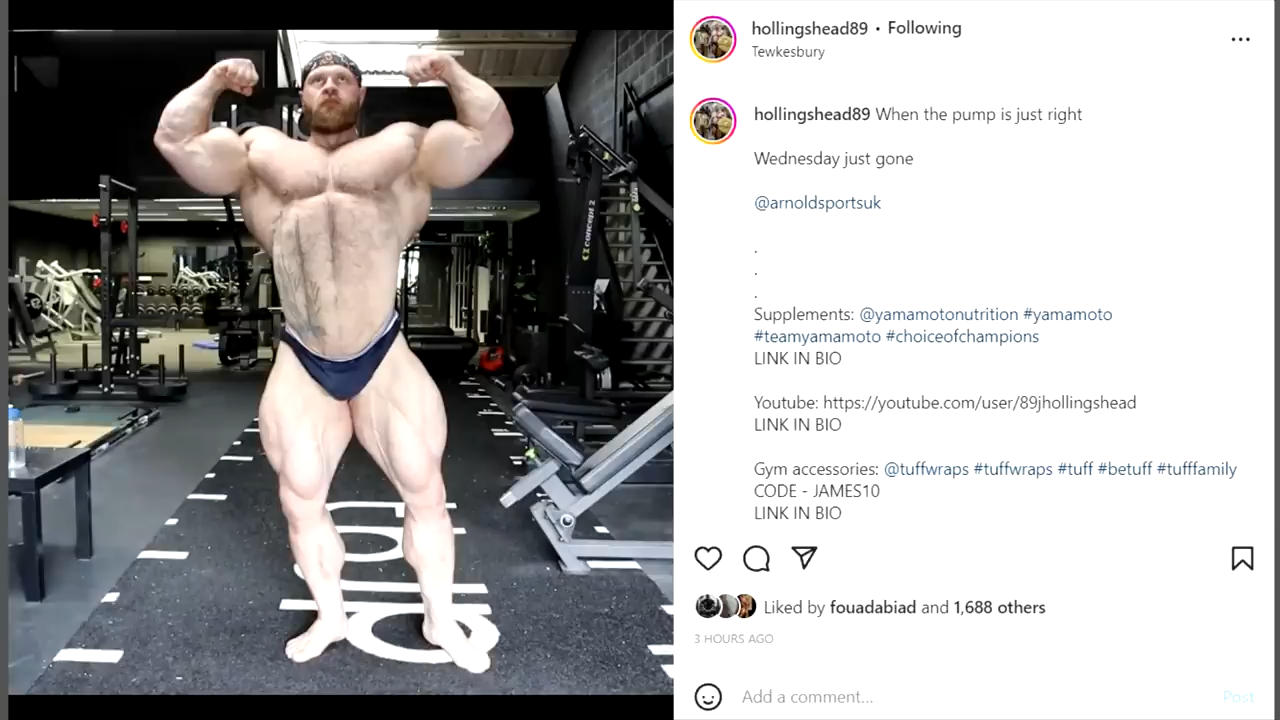 hollingshead89 • Following
Tewkesbury
hollingshead89 When the pump is just right
Wednesday just gone
@arnoldsportsuk
.
.
.
Supplements: @yamamotonutrition #yamamoto
#teamyamamoto #choiceofchampions
LINK IN BIO
Youtube: https://youtube.com/user/89jhollingshead
LINK IN BIO
Gym accessories: @tuffwraps #tuffwraps #tuff #betuff #tufffamily
CODE - JAMES10
LINK IN BIO
Liked by fouadabiad and 1,688 others
3 HOURS AGO
Add a comment...
Post
concept 2